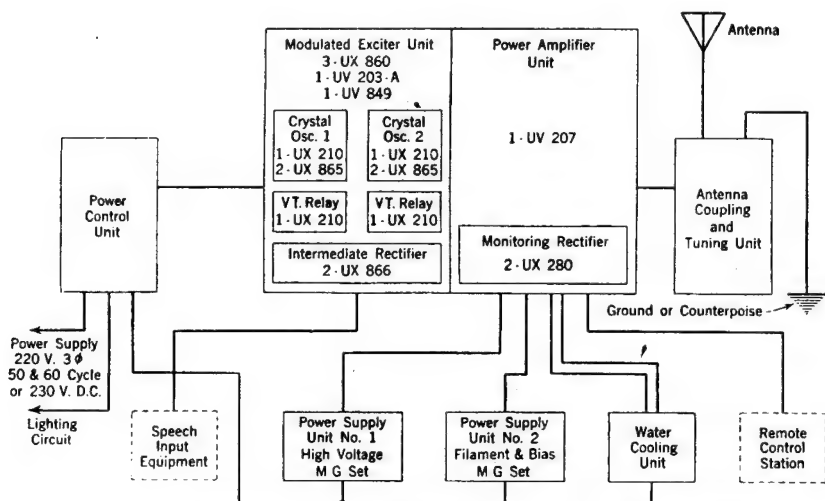 Modulated Exciter Unit
3-UX 860
1-UV 203-A
1-UV 849
Crystal
Osc. 1
1-UX 210
2-UX 865
Crystal
Osc. 2
1-UX 210
2-UX 865
V.T. Relay
1-UX 210
V.T. Relay
1-UX 210
Intermediate Rectifier
2-UX 866
Power Amplifier
Unit
1-UV 207
Monitoring Rectifier
2-UX 280
Antenna
Power
Control
Unit
Antenna
Coupling
and
Tuning Unit
Ground or Counterpoise
Power Supply
220 V. 3ϕ
50 & 60 Cycle
or 230 V. D.C.
Lighting
Circuit
Speech
Input
Equipment
Power Supply
Unit No. 1
High Voltage
M G Set
Power Supply
Unit No. 2
Filament & Bias
M G Set
Water
Cooling
Unit
Remote
Control
Station